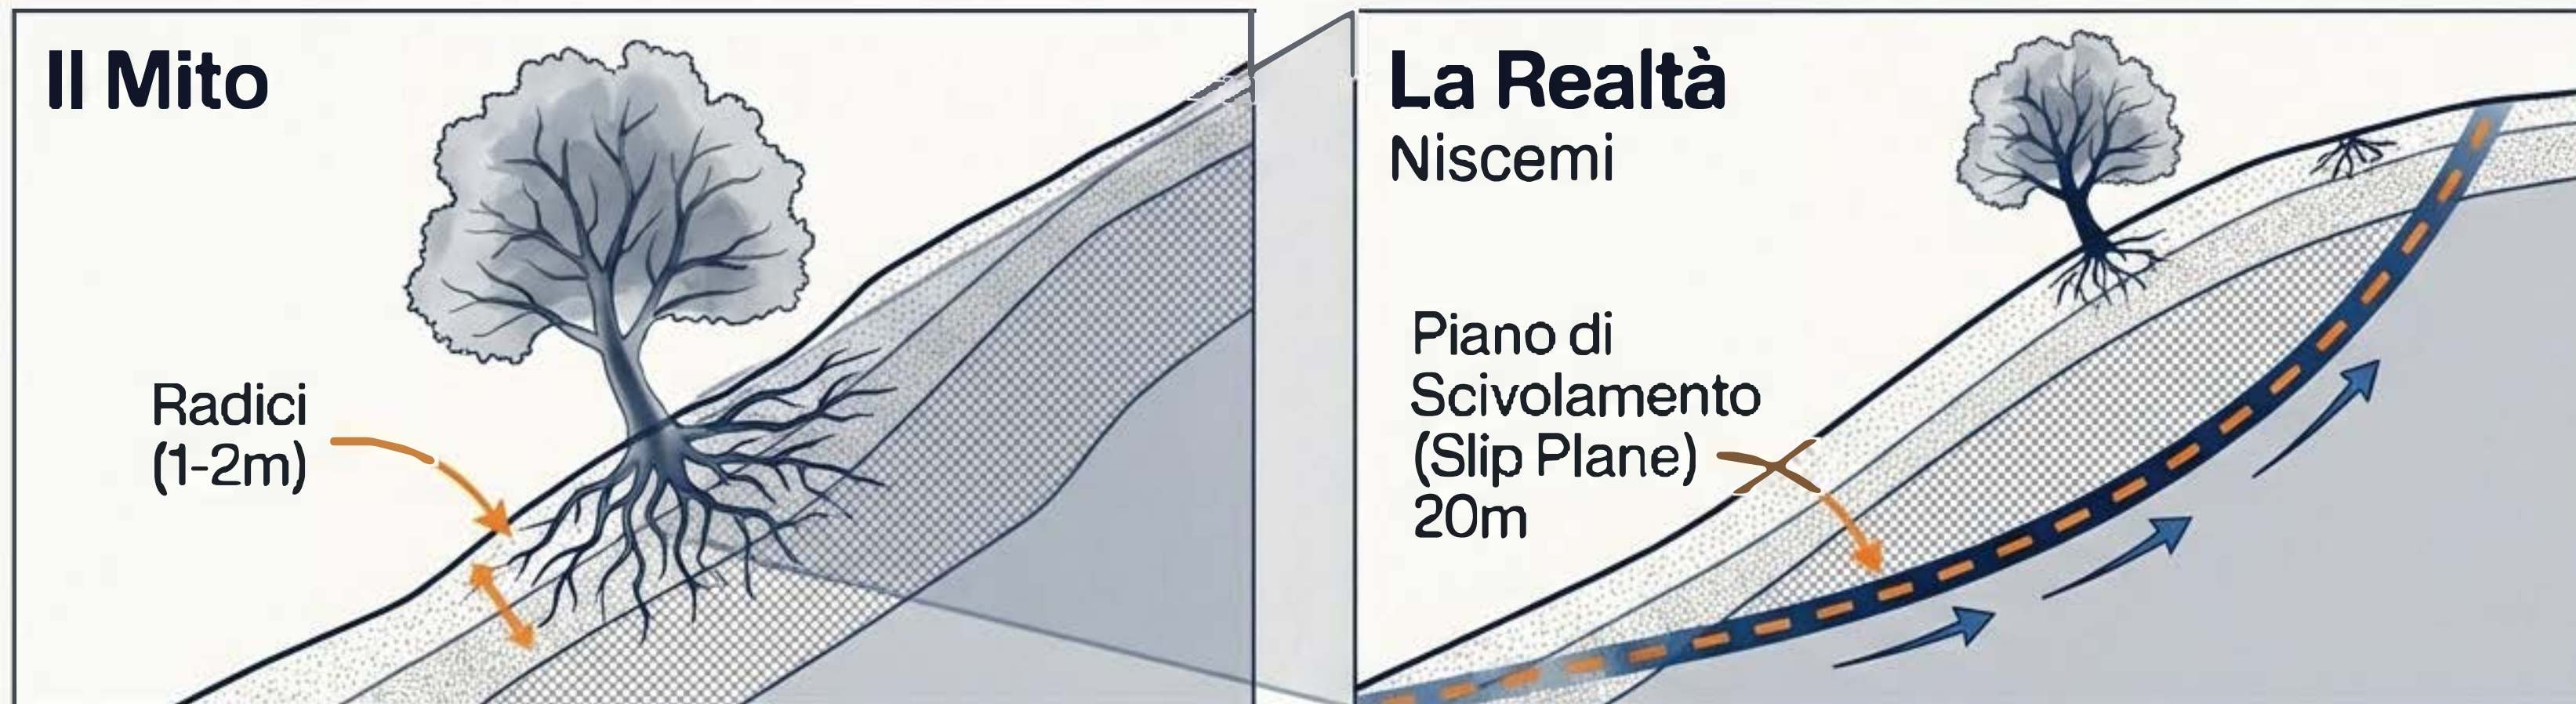 Il Mito
Radici
(1-2m)
La Realtà
Niscemi
Piano di
Scivolamento
(Slip Plane)
20m